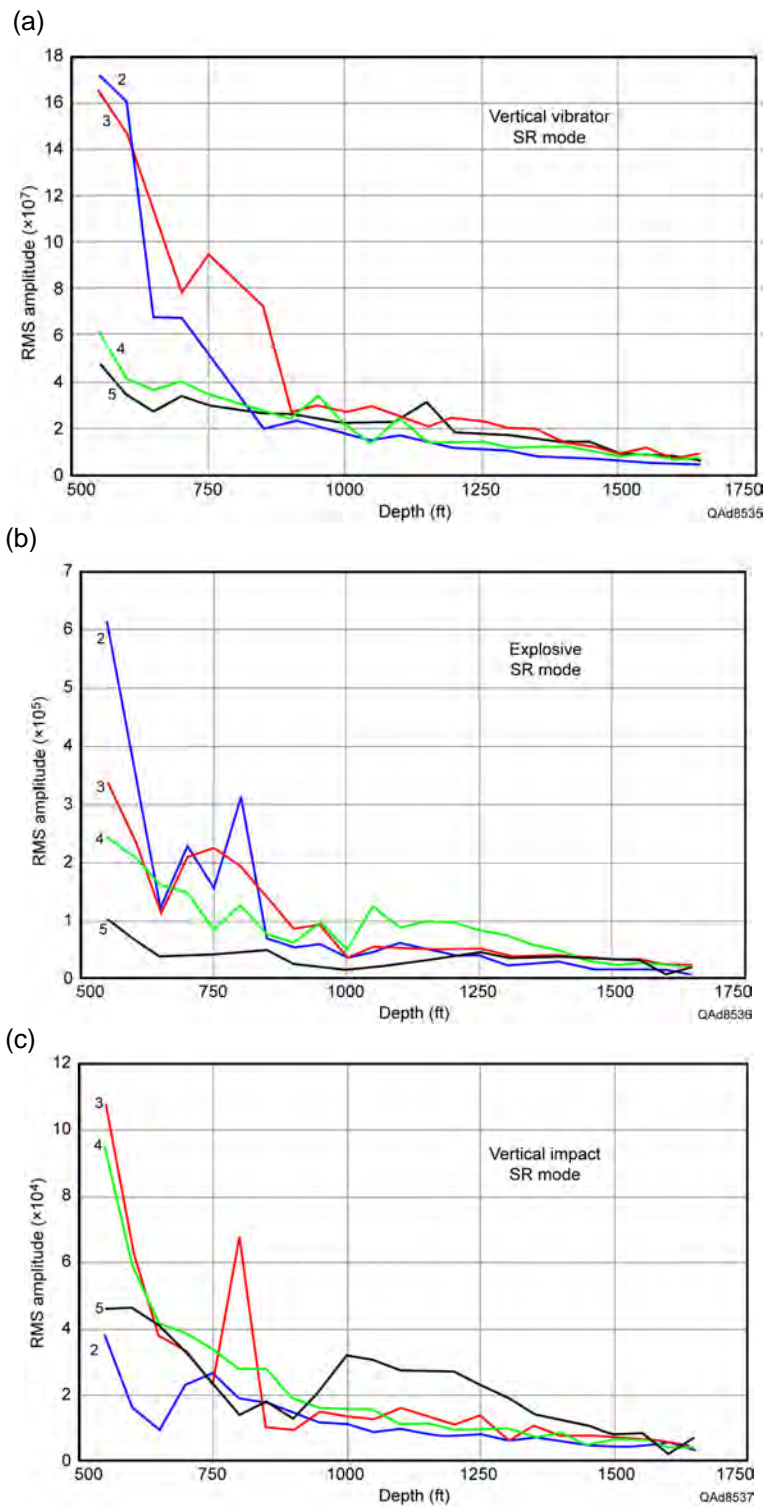 (a)
18
16
14
12
10
8
6
4
2
0
RMS amplitude (×10⁷)
2
3
4
5
Vertical vibrator
SR mode
500 750 1000 1250 1500 1750
Depth (ft)
QAd8535
(b)
7
6
5
4
3
2
1
0
RMS amplitude (×10⁵)
2
3
4
5
Explosive
SR mode
500 750 1000 1250 1500 1750
Depth (ft)
QAd8536
(c)
12
10
8
6
4
2
0
RMS amplitude (×10⁴)
3
4
5
2
Vertical impact
SR mode
500 750 1000 1250 1500 1750
Depth (ft)
QAd8537